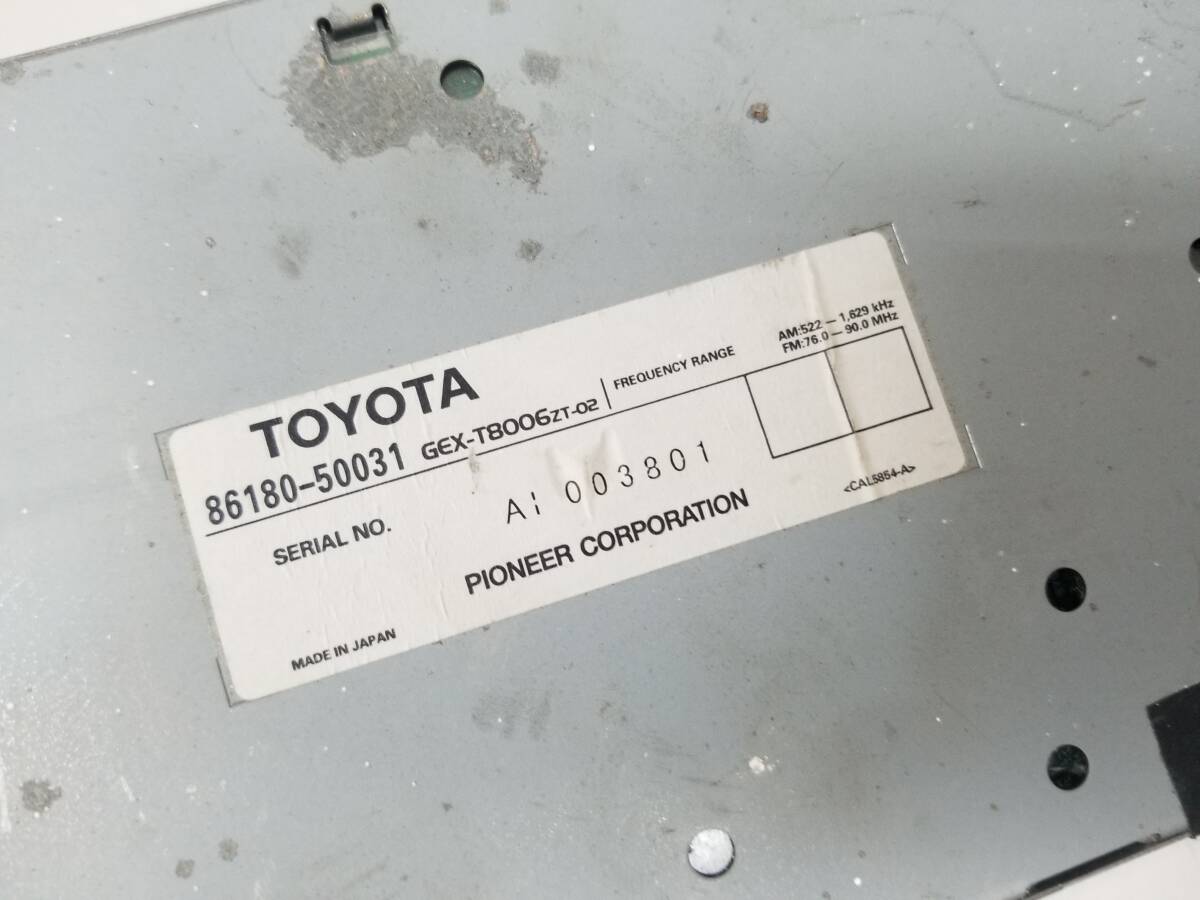 TOYOTA
86180-50031 GEX-T8006ZT-02
FREQUENCY RANGE
AM:522 – 1,629 kHz
FM:76.0 – 90.0 MHz
SERIAL NO. Ai 003801
PIONEER CORPORATION
<CAL5854-A>
MADE IN JAPAN